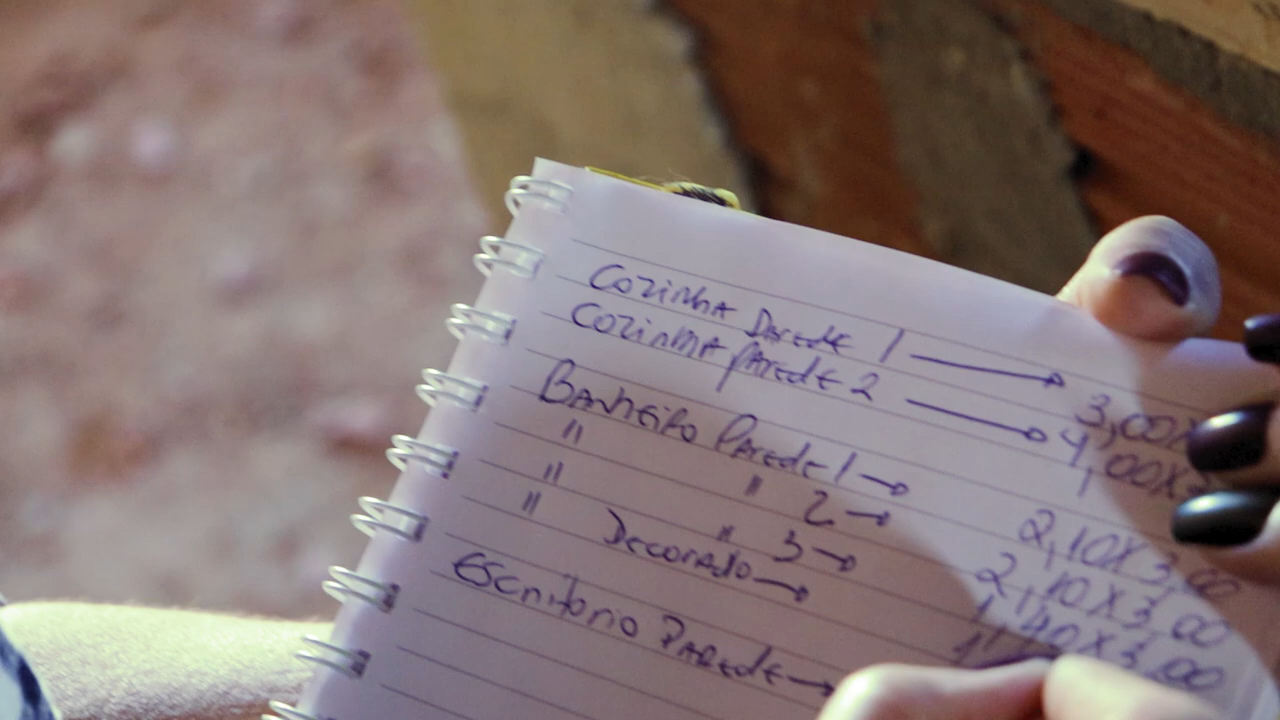 Cozinha Parede 1 → 3,00X
Cozinha parede 2 → 4,00X
Banheiro Parede 1 → 2,10X3,00
" " 2 → 2,10X3,00
" " 3 → 1,40X3,00
" Decorado → 1
Escritorio Parede →